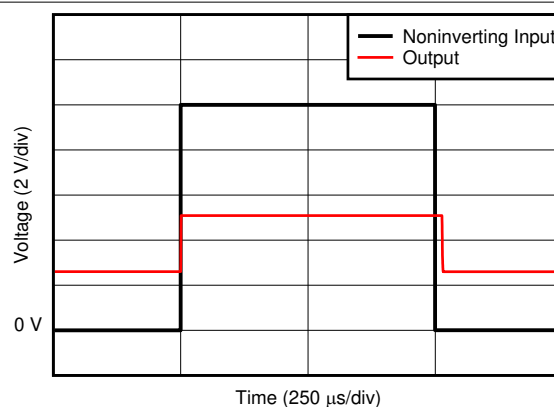 Noninverting Input
Output
Voltage (2 V/div)
0 V
Time (250 μs/div)